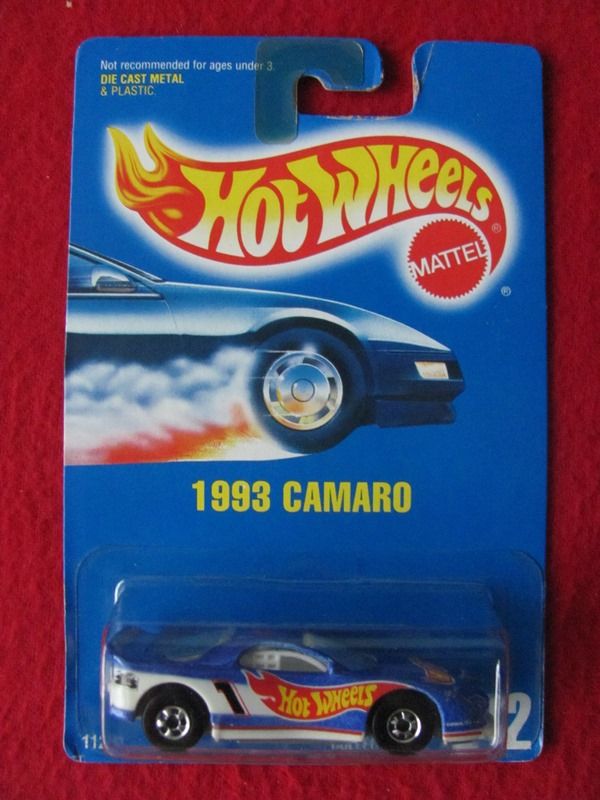 Not recommended for ages under 3.
DIE CAST METAL
& PLASTIC.
HOT WHEELS
®
MATTEL
®
1993 CAMARO
1
HOT WHEELS
112
2